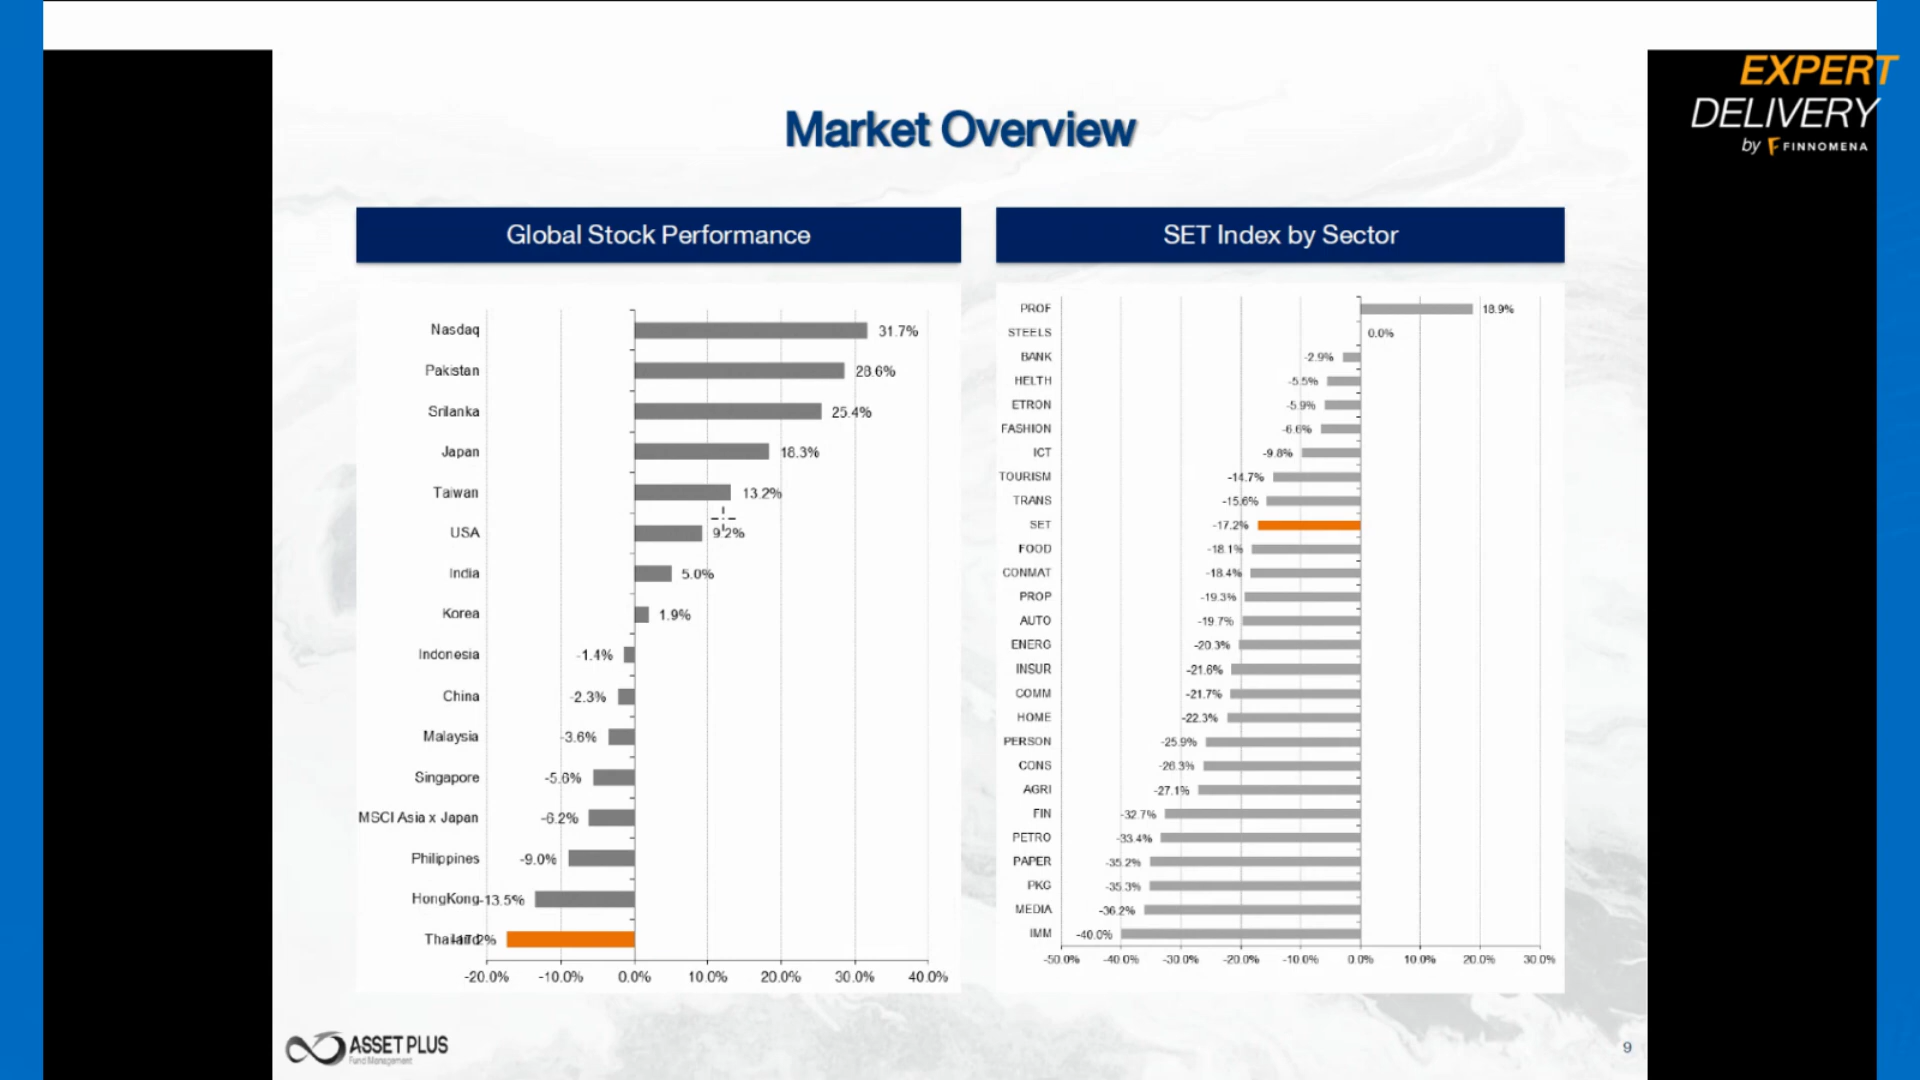 EXPERT
DELIVERY
by FINNOMENA
Market Overview
Global Stock Performance
Nasdaq 31.7%
Pakistan 28.6%
Srilanka 25.4%
Japan 18.3%
Taiwan 13.2%
USA 9.2%
India 5.0%
Korea 1.9%
Indonesia -1.4%
China -2.3%
Malaysia -3.6%
Singapore -5.6%
MSCI Asia x Japan -6.2%
Philippines -9.0%
HongKong -13.5%
Thailand -17.2%
-20.0% -10.0% 0.0% 10.0% 20.0% 30.0% 40.0%
SET Index by Sector
PROF 18.9%
STEELS 0.0%
BANK -2.9%
HELTH -5.5%
ETRON -5.9%
FASHION -6.6%
ICT -9.8%
TOURISM -14.7%
TRANS -15.6%
SET -17.2%
FOOD -18.1%
CONMAT -18.4%
PROP -19.3%
AUTO -19.7%
ENERG -20.3%
INSUR -21.6%
COMM -21.7%
HOME -22.3%
PERSON -25.9%
CONS -26.3%
AGRI -27.1%
FIN -32.7%
PETRO -33.4%
PAPER -35.2%
PKG -35.3%
MEDIA -36.2%
IMM -40.0%
-50.0% -40.0% -30.0% -20.0% -10.0% 0.0% 10.0% 20.0% 30.0%
ASSET PLUS
Fund Management
9